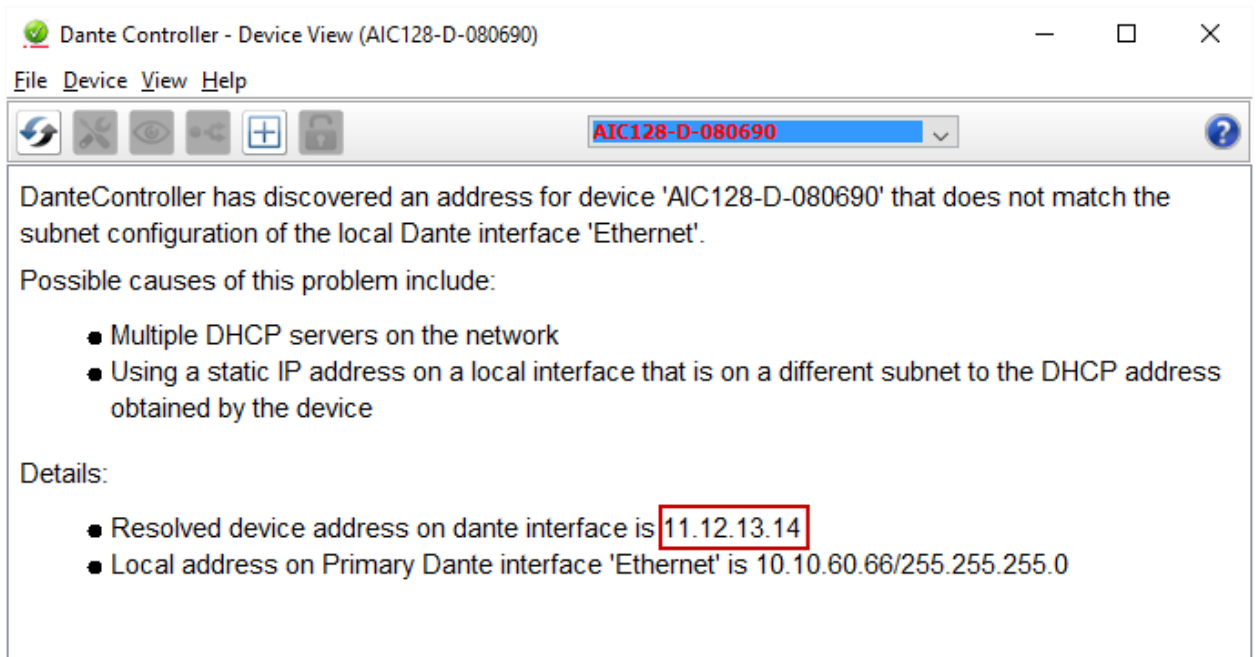 Dante Controller - Device View (AIC128-D-080690)
File Device View Help
AIC128-D-080690
DanteController has discovered an address for device 'AIC128-D-080690' that does not match the
subnet configuration of the local Dante interface 'Ethernet'.
Possible causes of this problem include:
● Multiple DHCP servers on the network
● Using a static IP address on a local interface that is on a different subnet to the DHCP address
obtained by the device
Details:
● Resolved device address on dante interface is 11.12.13.14
● Local address on Primary Dante interface 'Ethernet' is 10.10.60.66/255.255.255.0